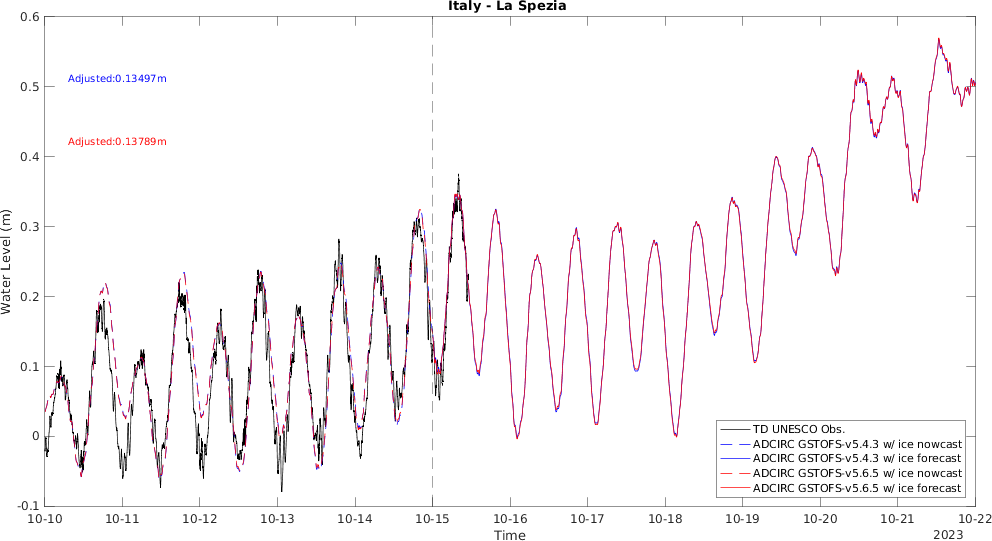 Italy - La Spezia
Water Level (m)
0.6
0.5
0.4
0.3
0.2
0.1
0
-0.1
Adjusted:0.13497m
Adjusted:0.13789m
TD UNESCO Obs.
ADCIRC GSTOFS-v5.4.3 w/ ice nowcast
ADCIRC GSTOFS-v5.4.3 w/ ice forecast
ADCIRC GSTOFS-v5.6.5 w/ ice nowcast
ADCIRC GSTOFS-v5.6.5 w/ ice forecast
10-10 10-11 10-12 10-13 10-14 10-15 10-16 10-17 10-18 10-19 10-20 10-21 10-22
Time
2023